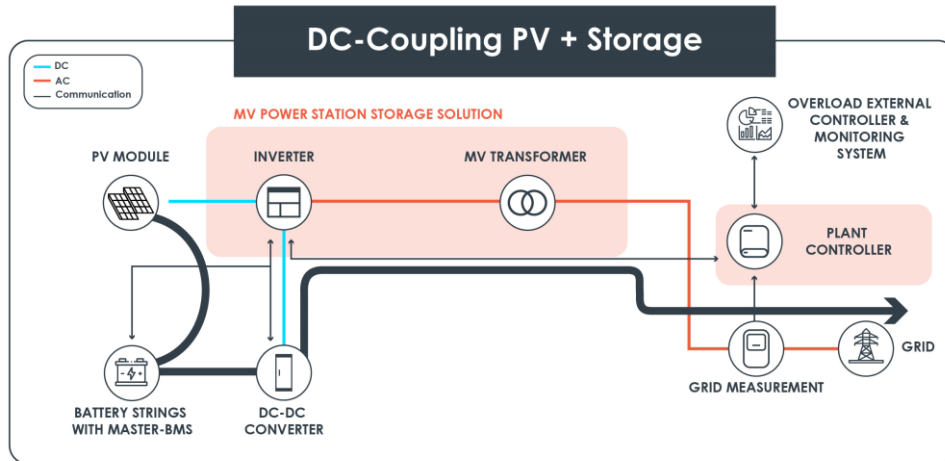 DC-Coupling PV + Storage
DC
AC
Communication
MV POWER STATION STORAGE SOLUTION
OVERLOAD EXTERNAL
CONTROLLER &
MONITORING
SYSTEM
PV MODULE
INVERTER
MV TRANSFORMER
PLANT
CONTROLLER
GRID
GRID MEASUREMENT
BATTERY STRINGS
WITH MASTER-BMS
DC-DC
CONVERTER